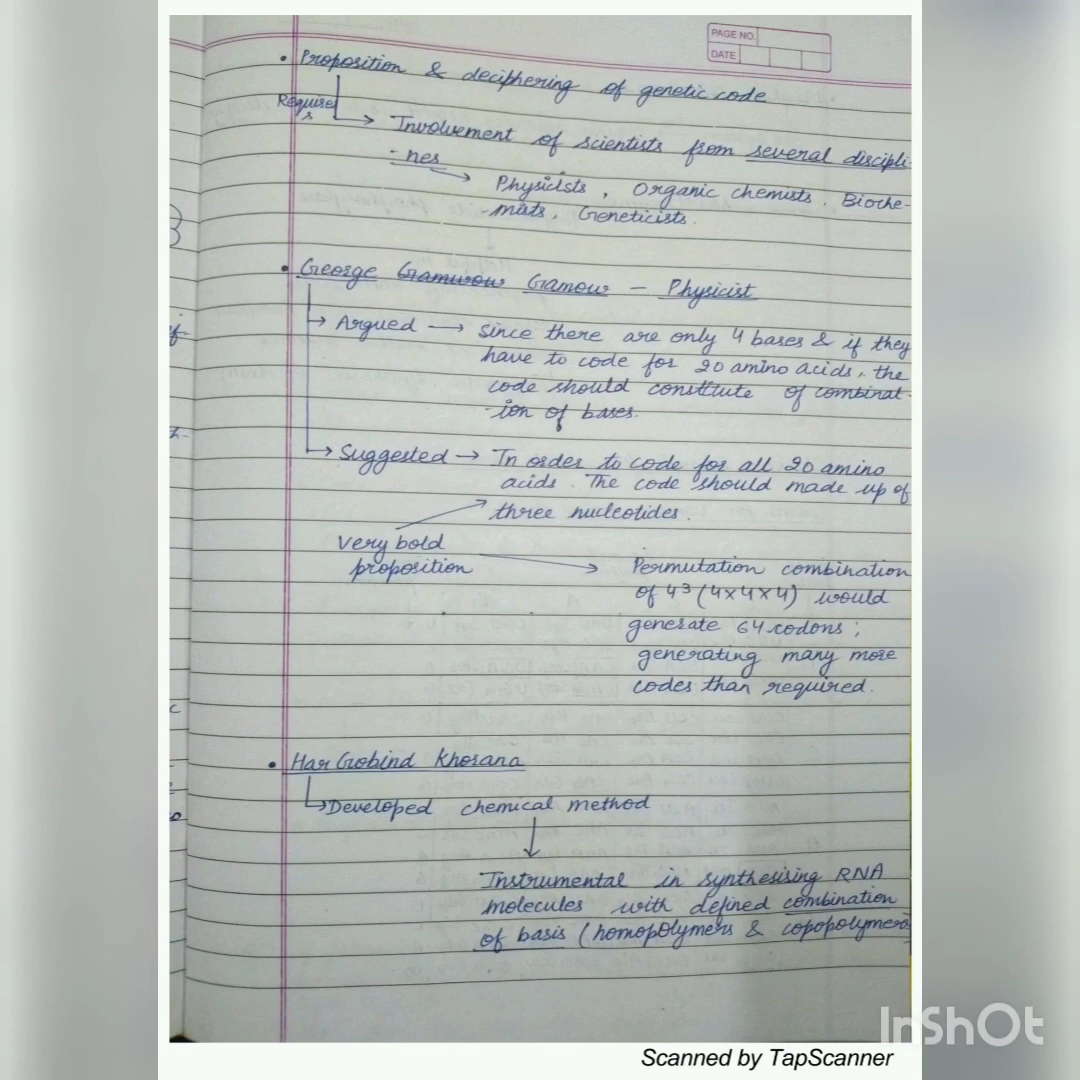 PAGE NO.
DATE
• Proposition & deciphering of genetic code
Requires
→ Involvement of scientists from several discipli-
-nes → Physicists, Organic chemists, Bioche-
-mists, Geneticists.
• George Gamow – Physicist
→ Argued → Since there are only 4 bases & if they
have to code for 20 amino acids, the
code should constitute of combinat-
-ion of bases.
→ Suggested → In order to code for all 20 amino
acids. The code should made up of
three nucleotides.
Very bold
proposition → Permutation combination
of 4³ (4×4×4) would
generate 64 codons;
generating many more
codes than required.
• Har Gobind Khorana
→ Developed chemical method
↓
Instrumental in synthesising RNA
molecules with defined combination
of basis (homopolymers & copopolymers)
InShOt
Scanned by TapScanner